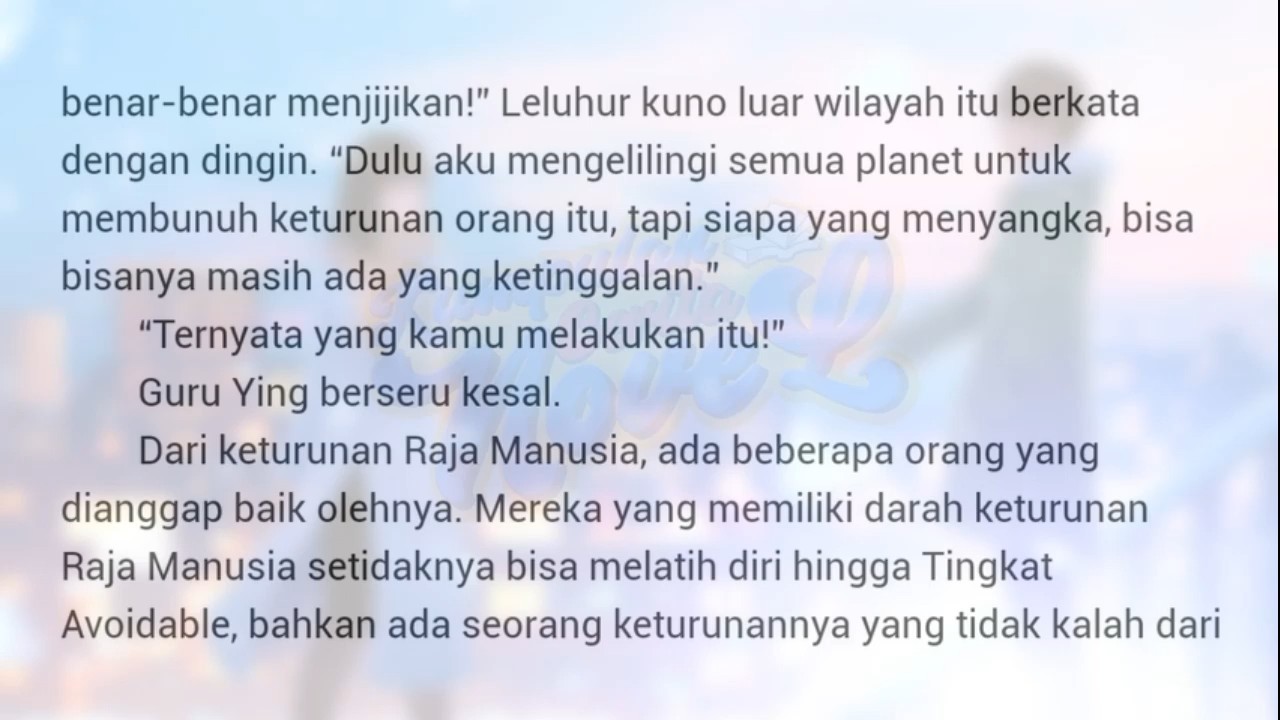 benar-benar menjijikan!” Leluhur kuno luar wilayah itu berkata
dengan dingin. “Dulu aku mengelilingi semua planet untuk
membunuh keturunan orang itu, tapi siapa yang menyangka, bisa
bisanya masih ada yang ketinggalan.”
“Ternyata yang kamu melakukan itu!”
Guru Ying berseru kesal.
Dari keturunan Raja Manusia, ada beberapa orang yang
dianggap baik olehnya. Mereka yang memiliki darah keturunan
Raja Manusia setidaknya bisa melatih diri hingga Tingkat
Avoidable, bahkan ada seorang keturunannya yang tidak kalah dari